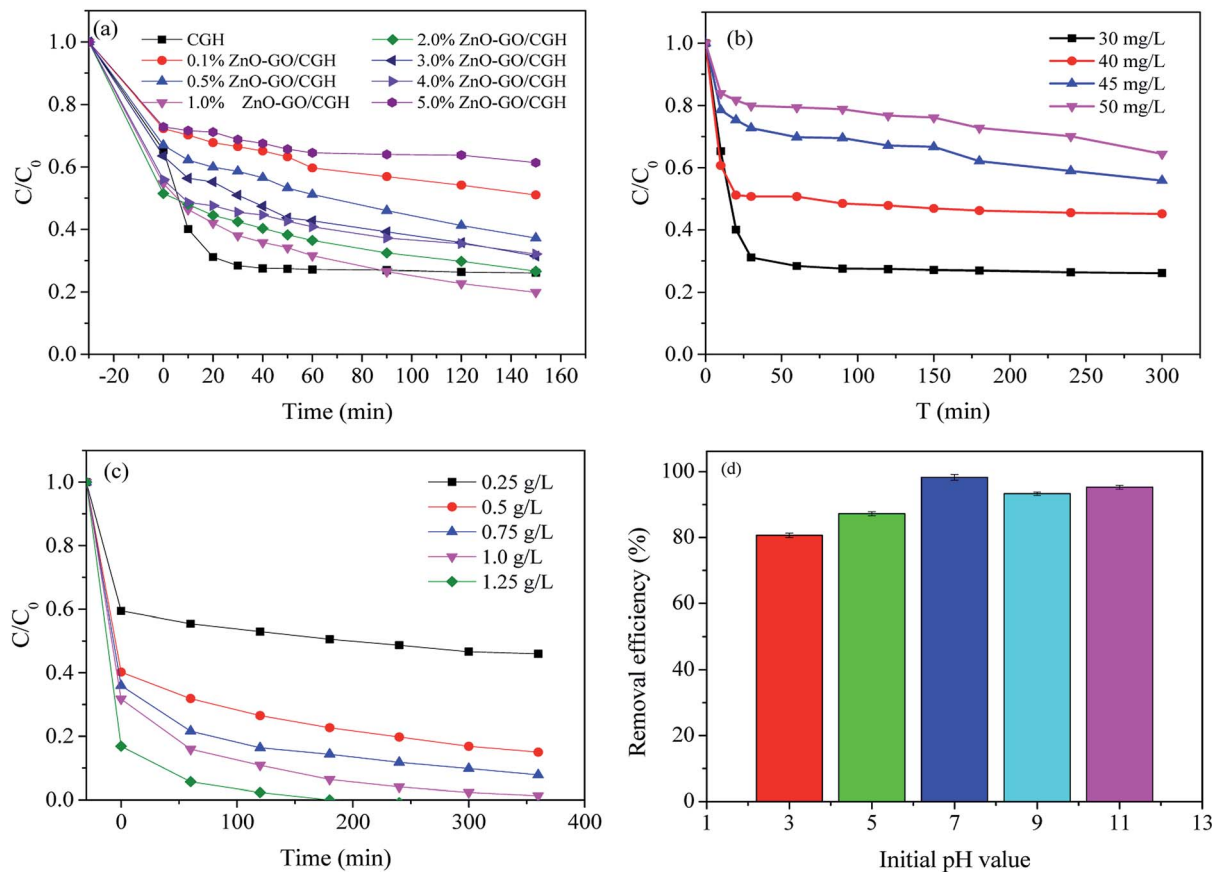 (a)
CGH
0.1% ZnO-GO/CGH
0.5% ZnO-GO/CGH
1.0% ZnO-GO/CGH
2.0% ZnO-GO/CGH
3.0% ZnO-GO/CGH
4.0% ZnO-GO/CGH
5.0% ZnO-GO/CGH
1.0
0.8
0.6
0.4
0.2
0.0
C/C₀
-20 0 20 40 60 80 100 120 140 160
Time (min)
(b)
30 mg/L
40 mg/L
45 mg/L
50 mg/L
1.0
0.8
0.6
0.4
0.2
0.0
C/C₀
0 50 100 150 200 250 300
T (min)
(c)
0.25 g/L
0.5 g/L
0.75 g/L
1.0 g/L
1.25 g/L
1.0
0.8
0.6
0.4
0.2
0.0
C/C₀
0 100 200 300 400
Time (min)
(d)
100
80
60
40
20
0
Removal efficiency (%)
1 3 5 7 9 11 13
Initial pH value